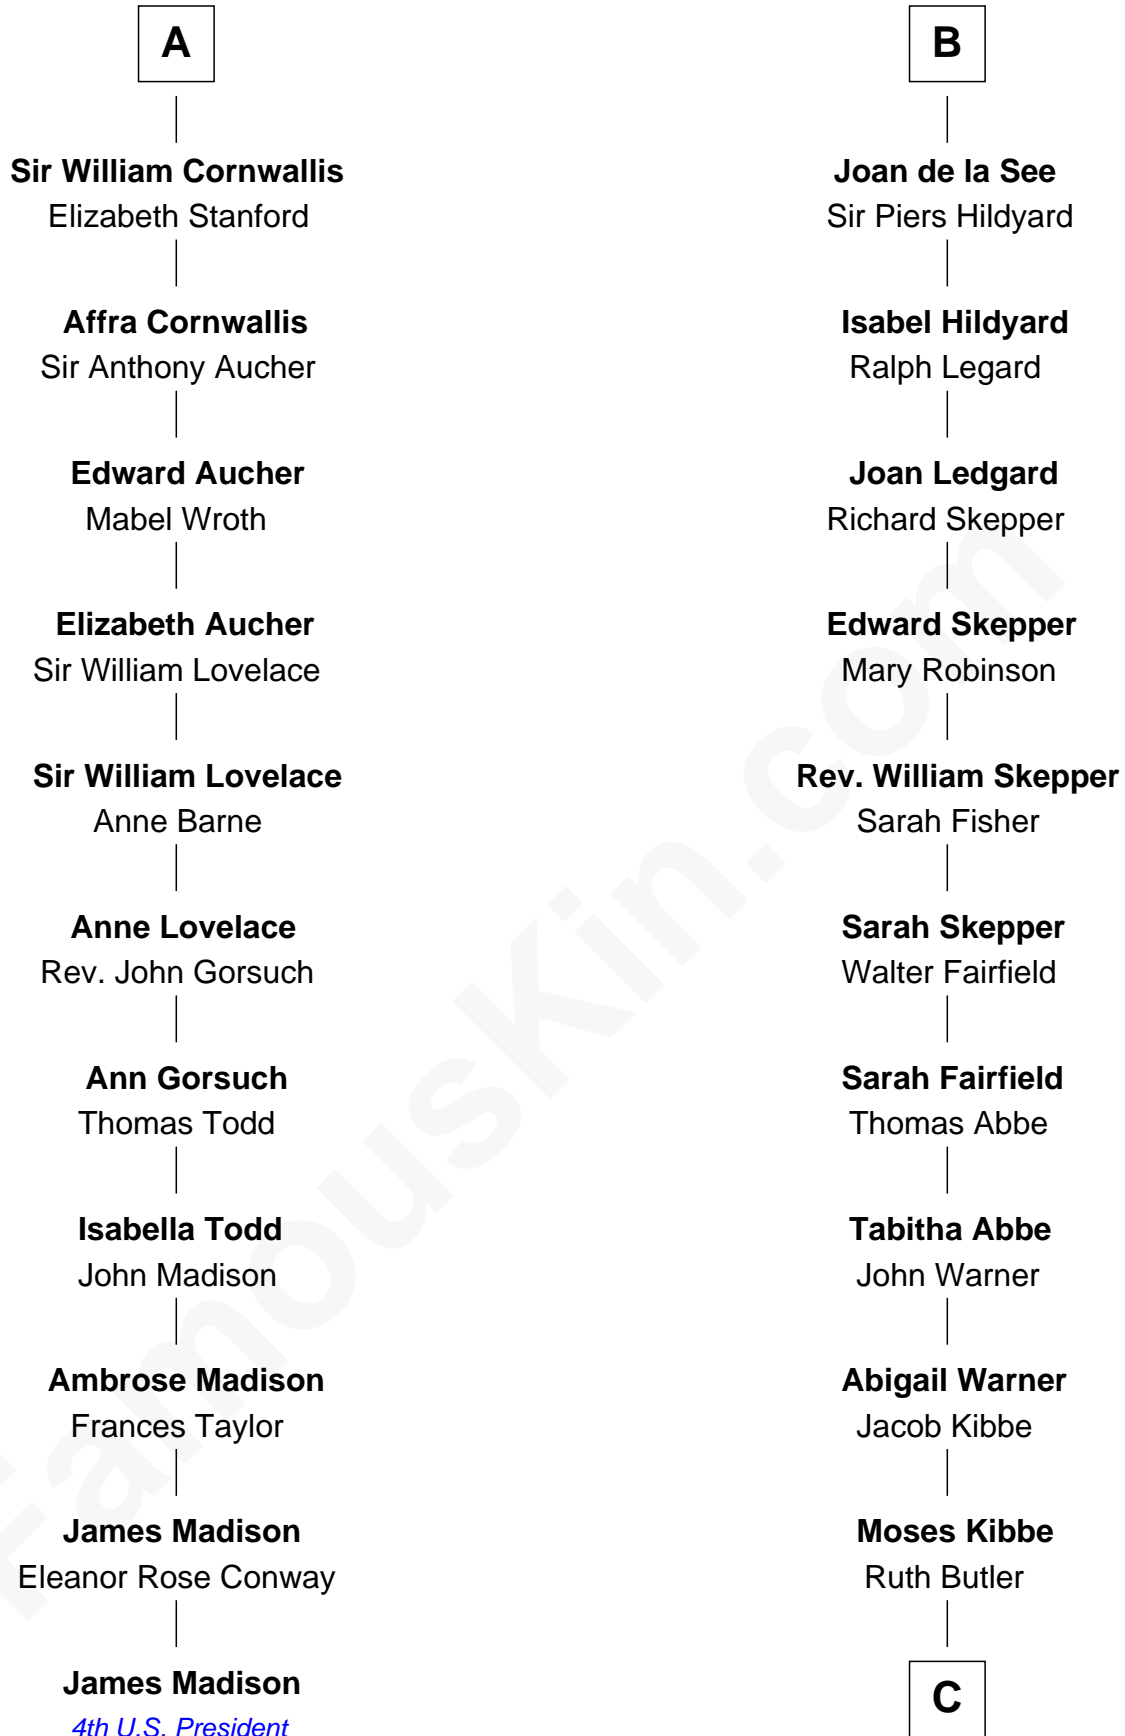 A
Sir William Cornwallis
Elizabeth Stanford
Affra Cornwallis
Sir Anthony Aucher
Edward Aucher
Mabel Wroth
Elizabeth Aucher
Sir William Lovelace
Sir William Lovelace
Anne Barne
Anne Lovelace
Rev. John Gorsuch
Ann Gorsuch
Thomas Todd
Isabella Todd
John Madison
Ambrose Madison
Frances Taylor
James Madison
Eleanor Rose Conway
James Madison
4th U.S. President
B
Joan de la See
Sir Piers Hildyard
Isabel Hildyard
Ralph Legard
Joan Ledgard
Richard Skepper
Edward Skepper
Mary Robinson
Rev. William Skepper
Sarah Fisher
Sarah Skepper
Walter Fairfield
Sarah Fairfield
Thomas Abbe
Tabitha Abbe
John Warner
Abigail Warner
Jacob Kibbe
Moses Kibbe
Ruth Butler
C
FamousKin.com